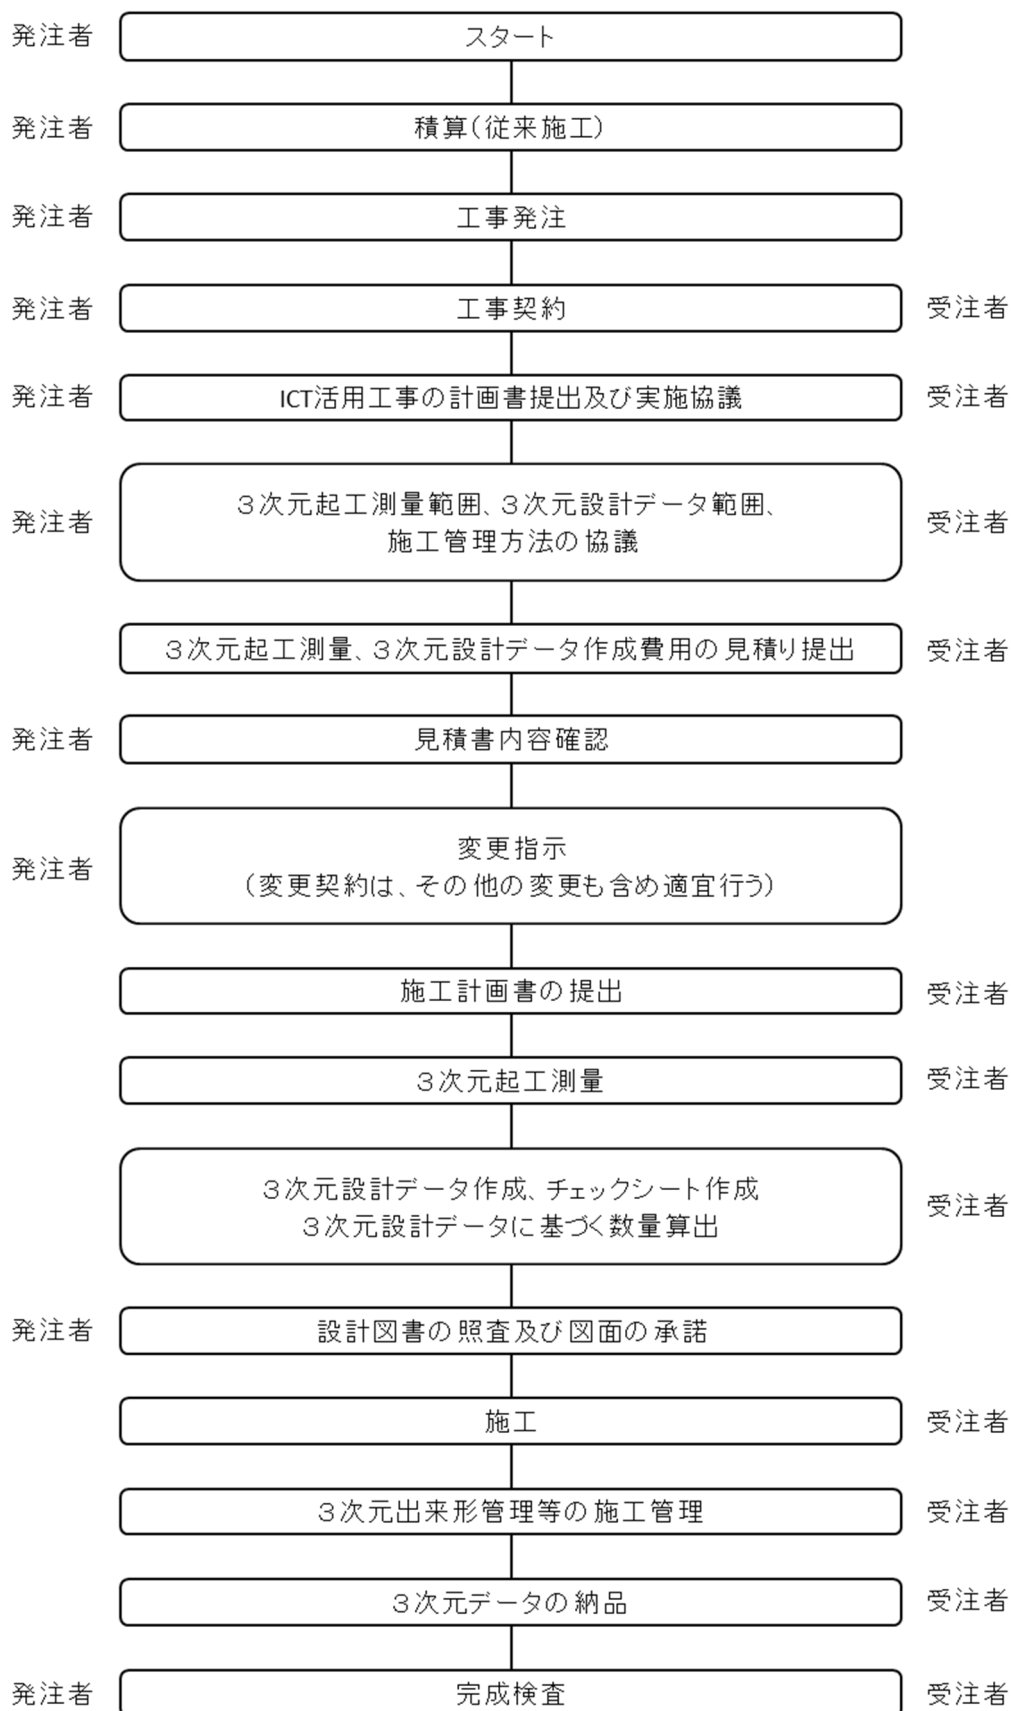 発注者 スタート
発注者 積算(従来施工)
発注者 工事発注
発注者 工事契約 受注者
発注者 ICT活用工事の計画書提出及び実施協議 受注者
3次元起工測量範囲、3次元設計データ範囲、
発注者 施工管理方法の協議 受注者
3次元起工測量、3次元設計データ作成費用の見積り提出 受注者
発注者 見積書内容確認
変更指示
発注者 (変更契約は、その他の変更も含め適宜行う)
施工計画書の提出 受注者
3次元起工測量 受注者
3次元設計データ作成、チェックシート作成
3次元設計データに基づく数量算出 受注者
発注者 設計図書の照査及び図面の承諾
施工 受注者
3次元出来形管理等の施工管理 受注者
3次元データの納品 受注者
発注者 完成検査 受注者